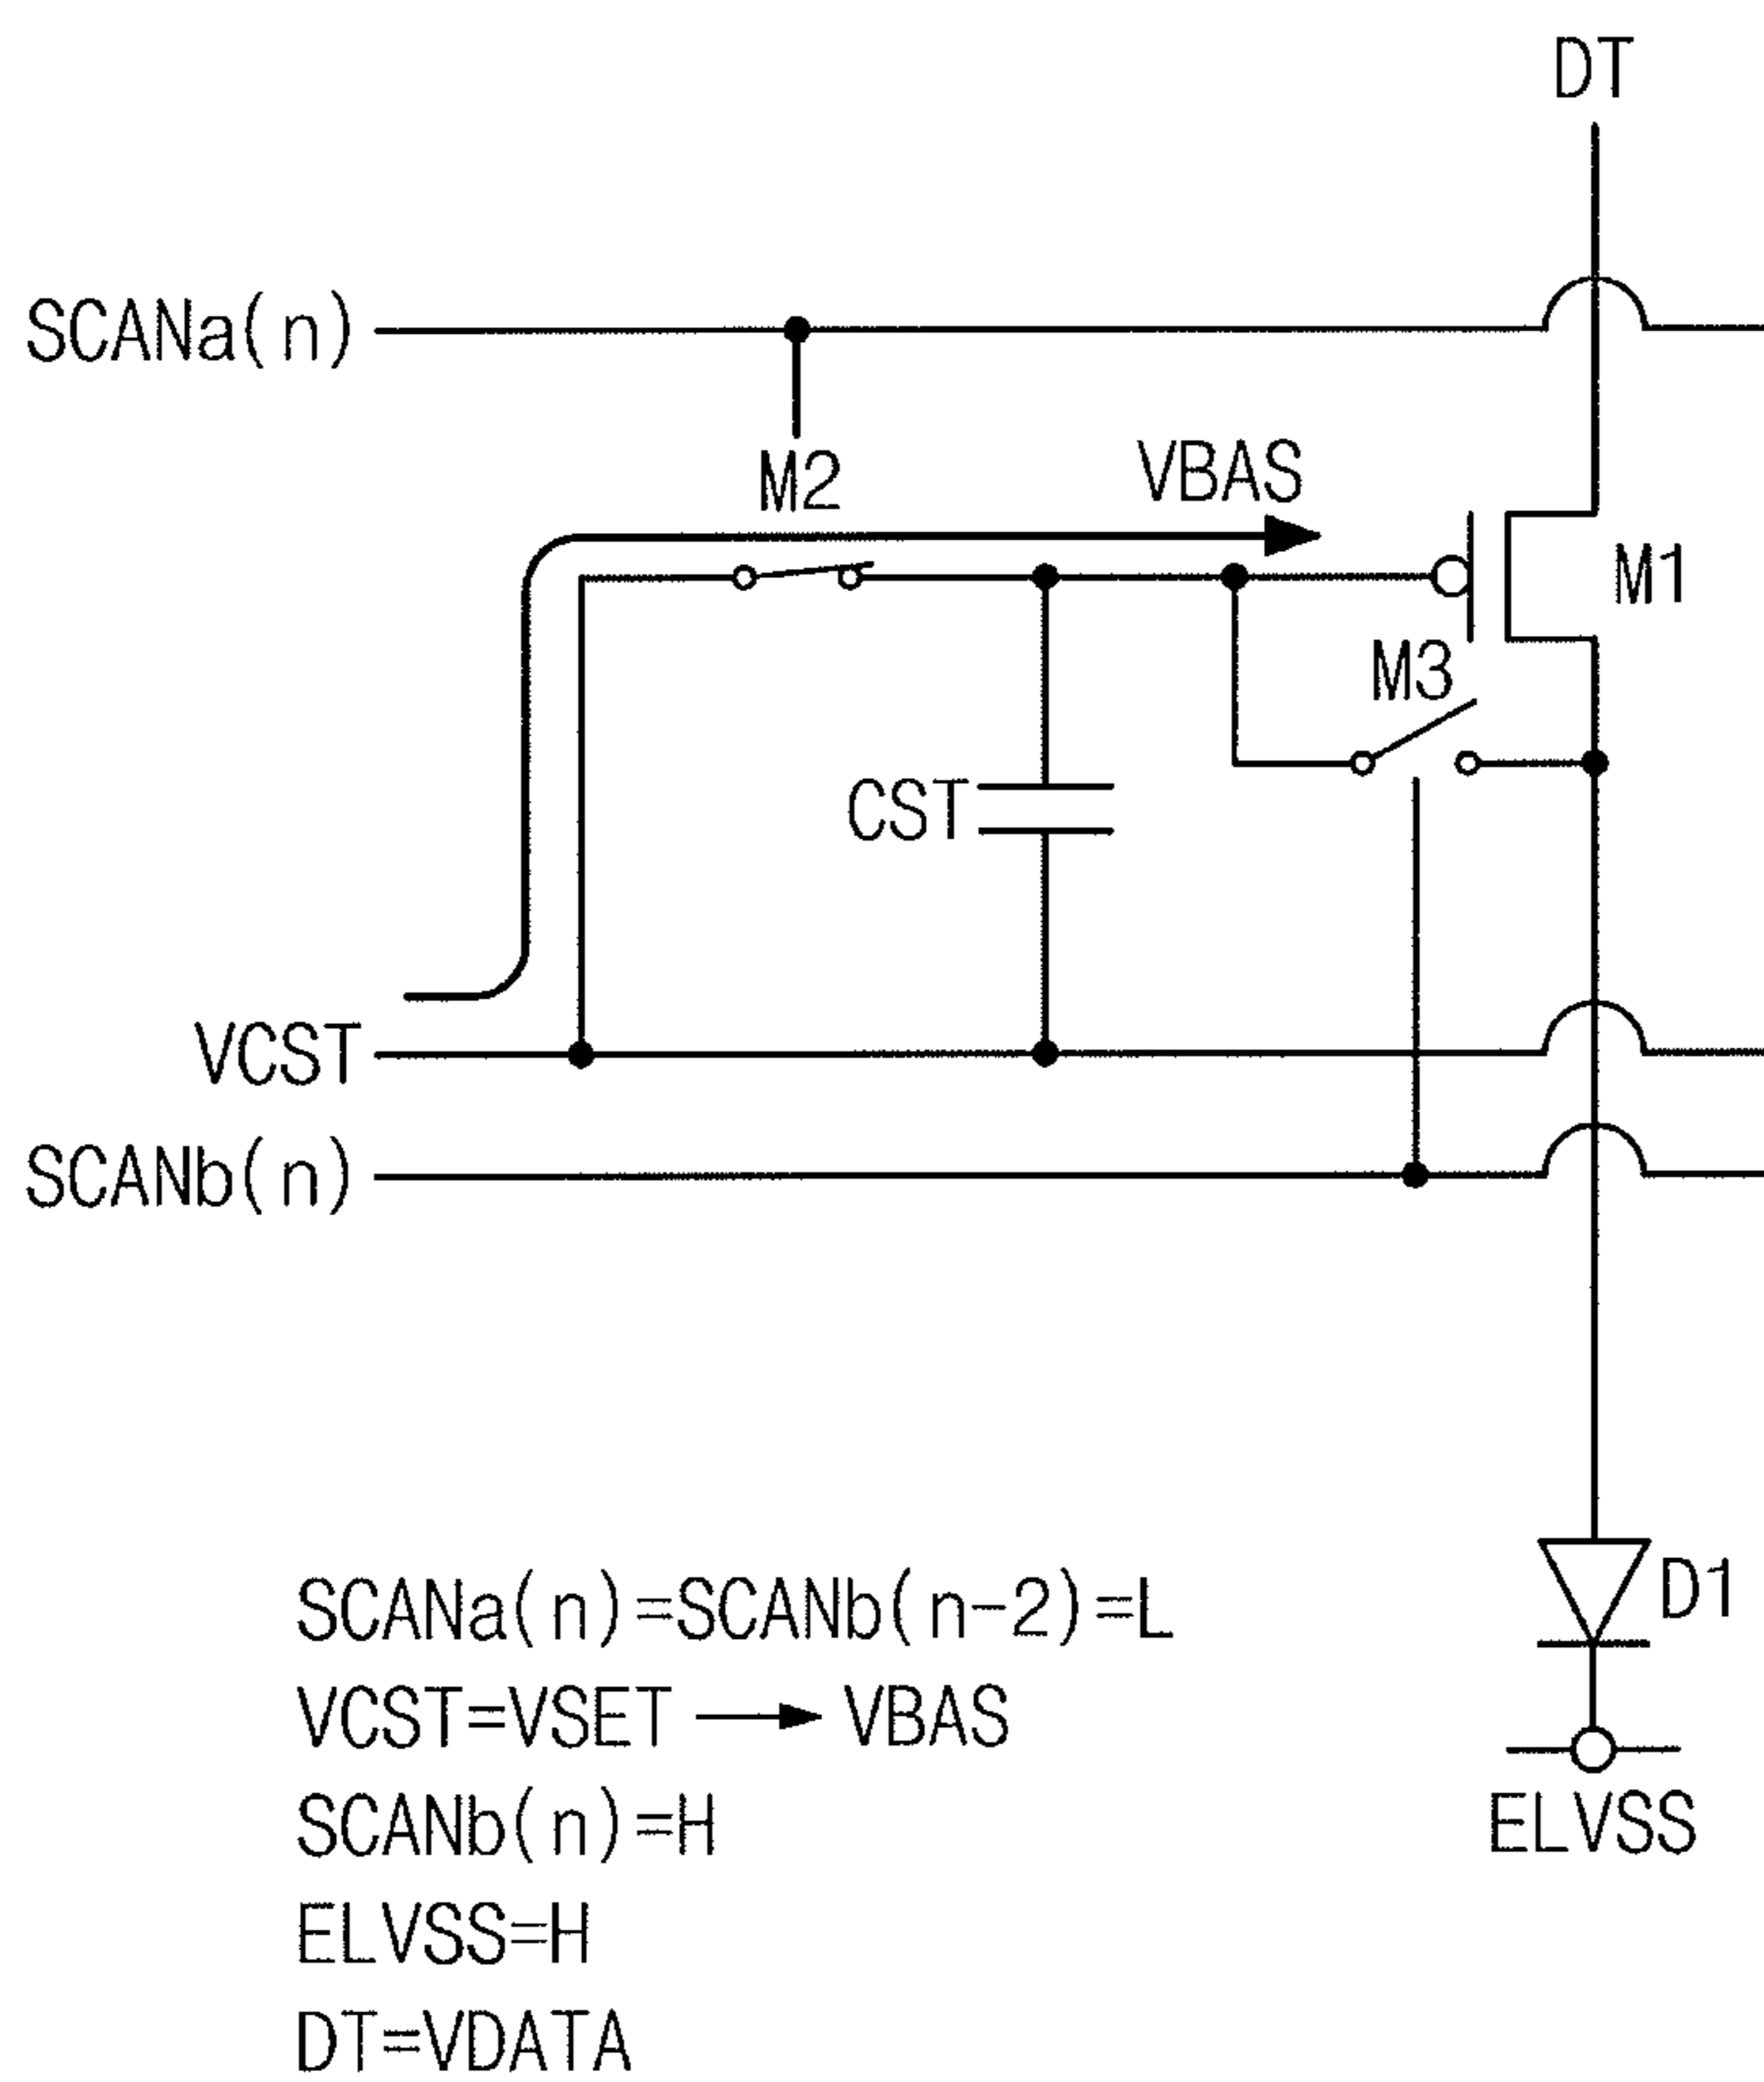 DT
SCANa(n)
M2
VBAS
M1
M3
CST
VCST
SCANb(n)
D1
SCANa(n)=SCANb(n-2)=L
VCST=VSET → VBAS
SCANb(n)=H
ELVSS
ELVSS=H
DT=VDATA